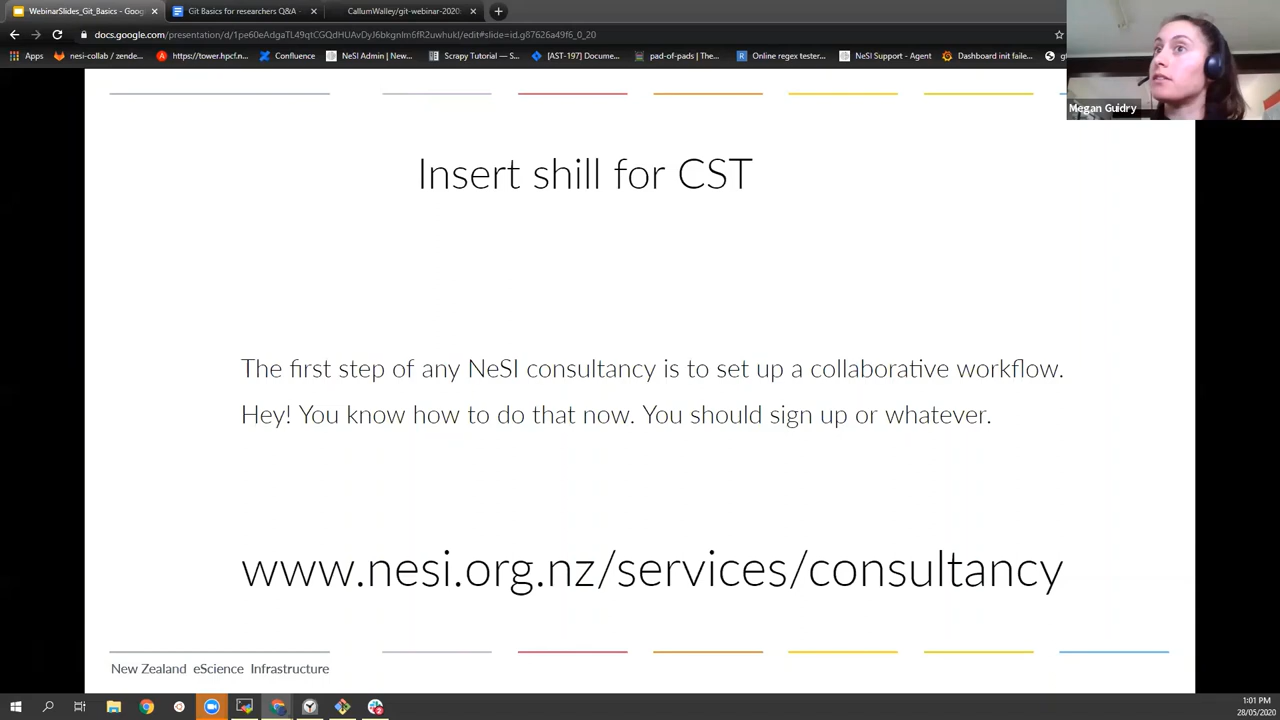 WebinarSlides_Git_Basics - Goog
Git Basics for researchers Q&A -
CallumWalley/git-webinar-2020:
docs.google.com/presentation/d/1pe60eAdgaTL49qtCGQdHUAvDyJ6bkgnlm6fR2uwhukI/edit#slide=id.g87626a49f6_0_20
Apps
nesi-collab / zende...
https://tower.hpcf.n...
Confluence
NeSI Admin | New...
Scrapy Tutorial — S...
[AST-197] Docume...
pad-of-pads | The...
Online regex tester...
NeSI Support - Agent
Dashboard init faile...
Megan Guidry
Insert shill for CST
The first step of any NeSI consultancy is to set up a collaborative workflow.
Hey! You know how to do that now. You should sign up or whatever.
www.nesi.org.nz/services/consultancy
New Zealand eScience Infrastructure
1:01 PM
28/05/2020